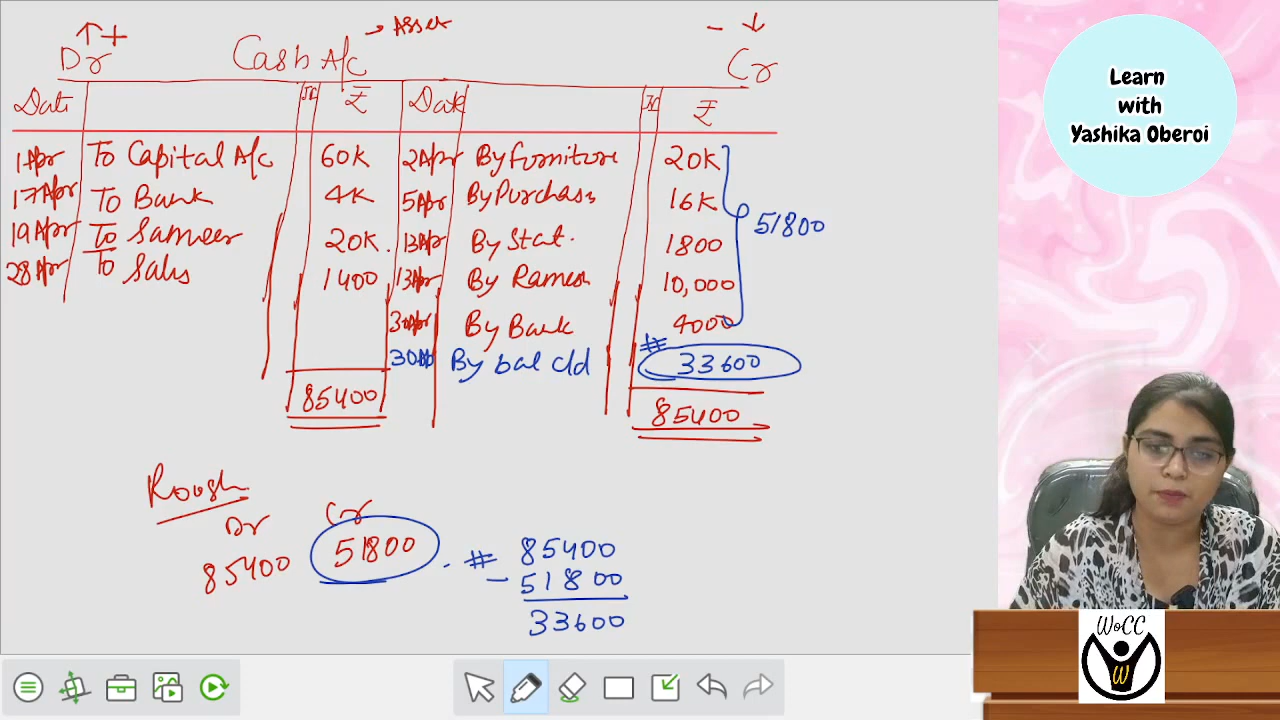 → Asset
↑+ - ↓
Dr Cash A/c Cr
Date ₹ Date ₹
1 Apr To Capital A/c 60K 2 Apr By Furniture 20K
17 Apr To Bank 4K 5 Apr By Purchases 16K
51800
19 Apr To Sameer 20K 13 Apr By Stat. 1800
28 Apr To Sales 1400 13 Apr By Ramesh 10,000
30 Apr By Bank 4000
30 By bal c/d # 33600
85400 85400
Rough
Dr Cr
85400 51800 # 85400
- 51800
33600
Learn
with
Yashika Oberoi
WoCC
W